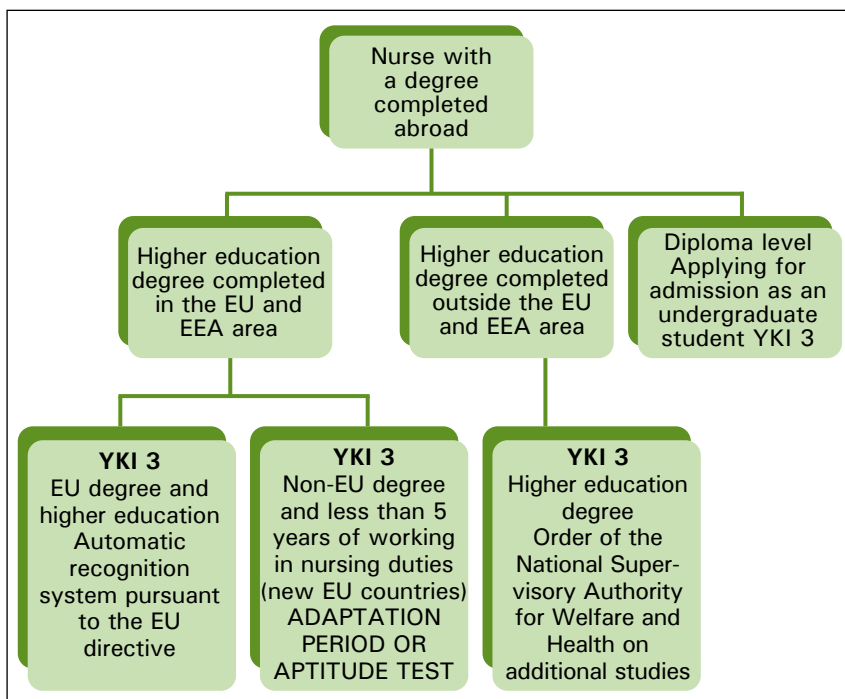 Nurse with
a degree
completed
abroad
Higher education
degree completed
in the EU and
EEA area
Higher education
degree completed
outside the EU
and EEA area
Diploma level
Applying for
admission as an
undergraduate
student YKI 3
YKI 3
EU degree and
higher education
Automatic
recognition
system pursuant
to the EU
directive
YKI 3
Non-EU degree
and less than 5
years of working
in nursing duties
(new EU countries)
ADAPTATION
PERIOD OR
APTITUDE TEST
YKI 3
Higher education
degree
Order of the
National Super-
visory Authority
for Welfare and
Health on
additional studies